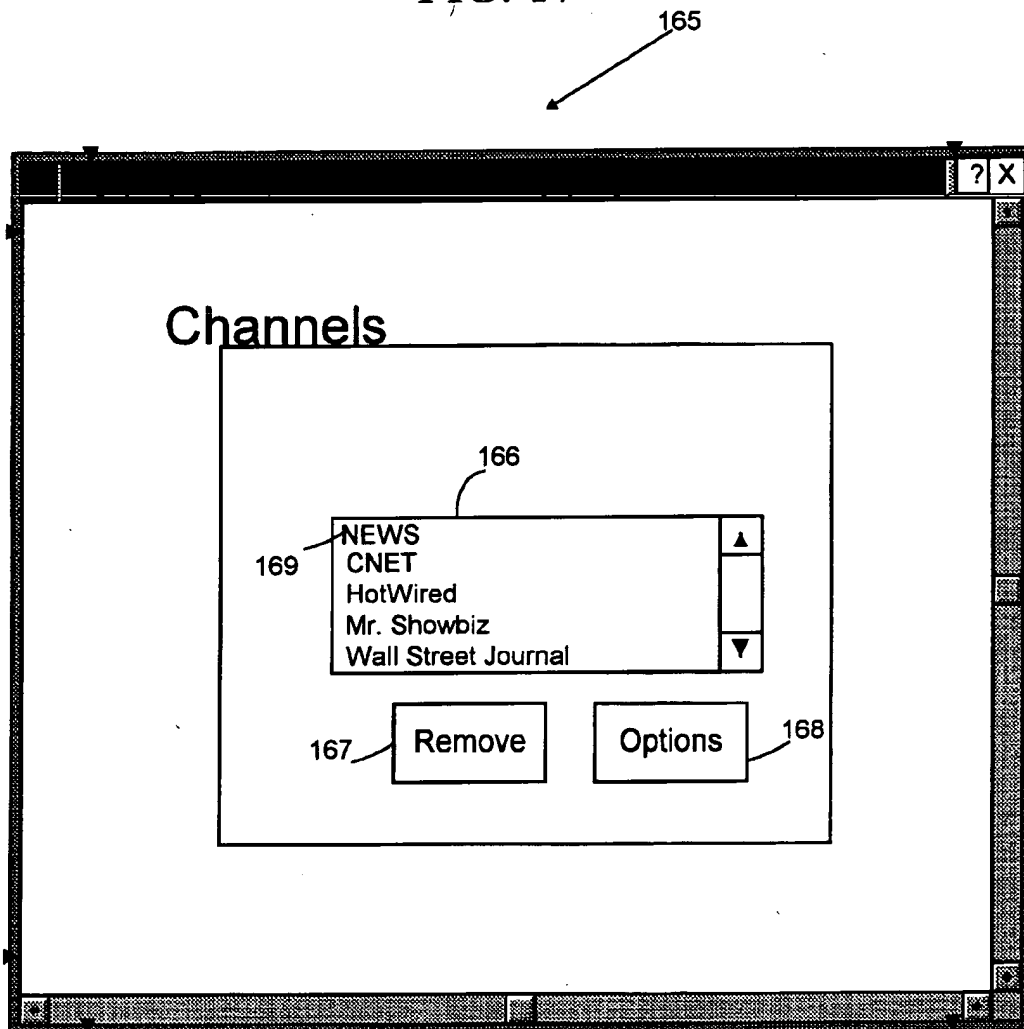 165
? X
Channels
166
NEWS
169
CNET
HotWired
Mr. Showbiz
Wall Street Journal
167 Remove Options 168